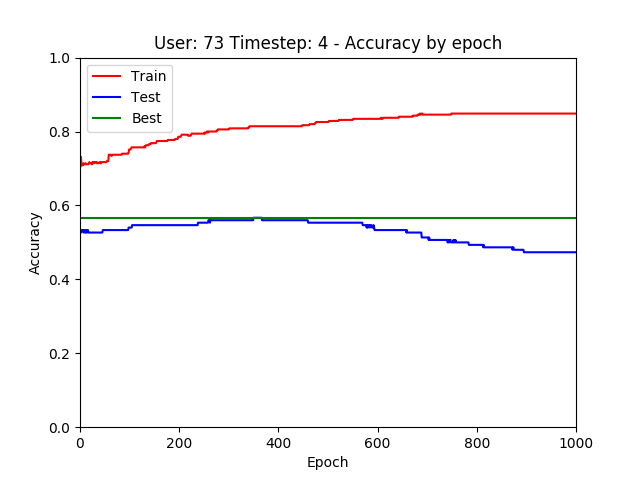 User: 73 Timestep: 4 - Accuracy by epoch
1.0
0.8
0.6
0.4
0.2
0.0
Accuracy
Train
Test
Best
0 200 400 600 800 1000
Epoch